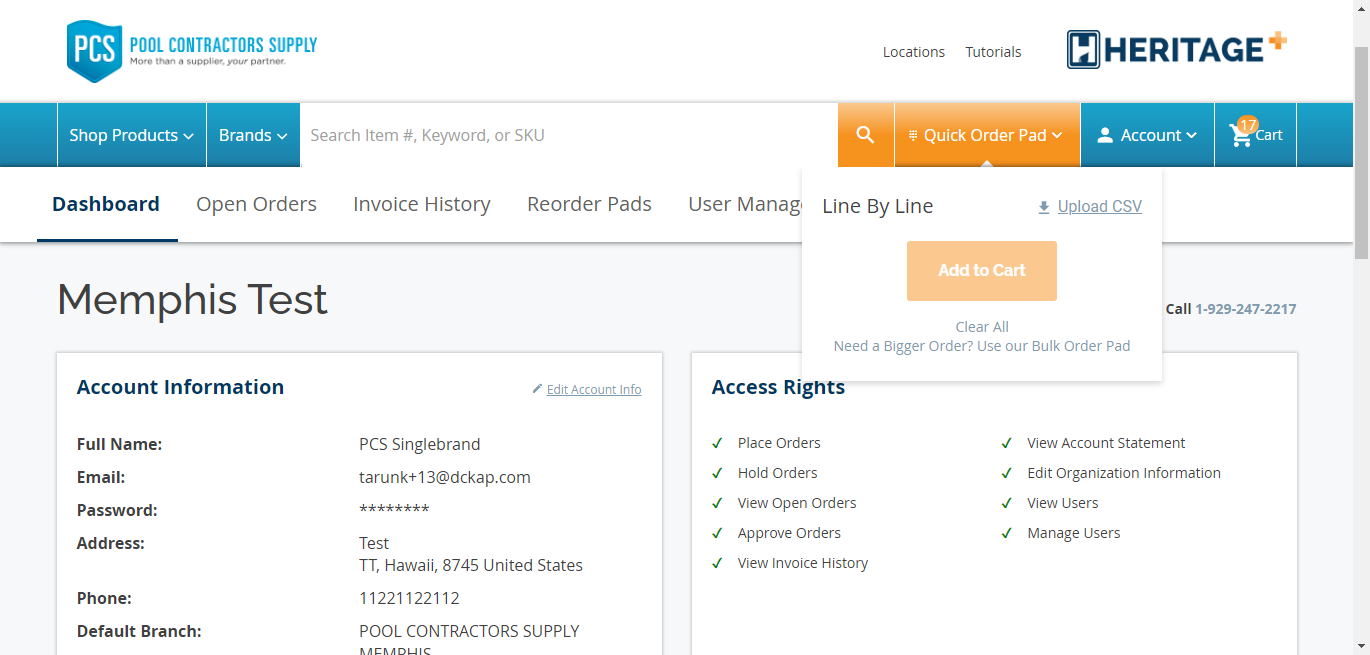 PCS POOL CONTRACTORS SUPPLY
More than a supplier, your partner.
Locations Tutorials
HERITAGE+
Shop Products Brands Search Item #, Keyword, or SKU Quick Order Pad Account 17 Cart
Dashboard Open Orders Invoice History Reorder Pads User Manage
Line By Line Upload CSV
Add to Cart
Clear All
Need a Bigger Order? Use our Bulk Order Pad
Memphis Test
Call 1-929-247-2217
Account Information Edit Account Info
Full Name: PCS Singlebrand
Email: tarunk+13@dckap.com
Password: ********
Address: Test
TT, Hawaii, 8745 United States
Phone: 11221122112
Default Branch: POOL CONTRACTORS SUPPLY
MEMPHIS
Access Rights
Place Orders View Account Statement
Hold Orders Edit Organization Information
View Open Orders View Users
Approve Orders Manage Users
View Invoice History